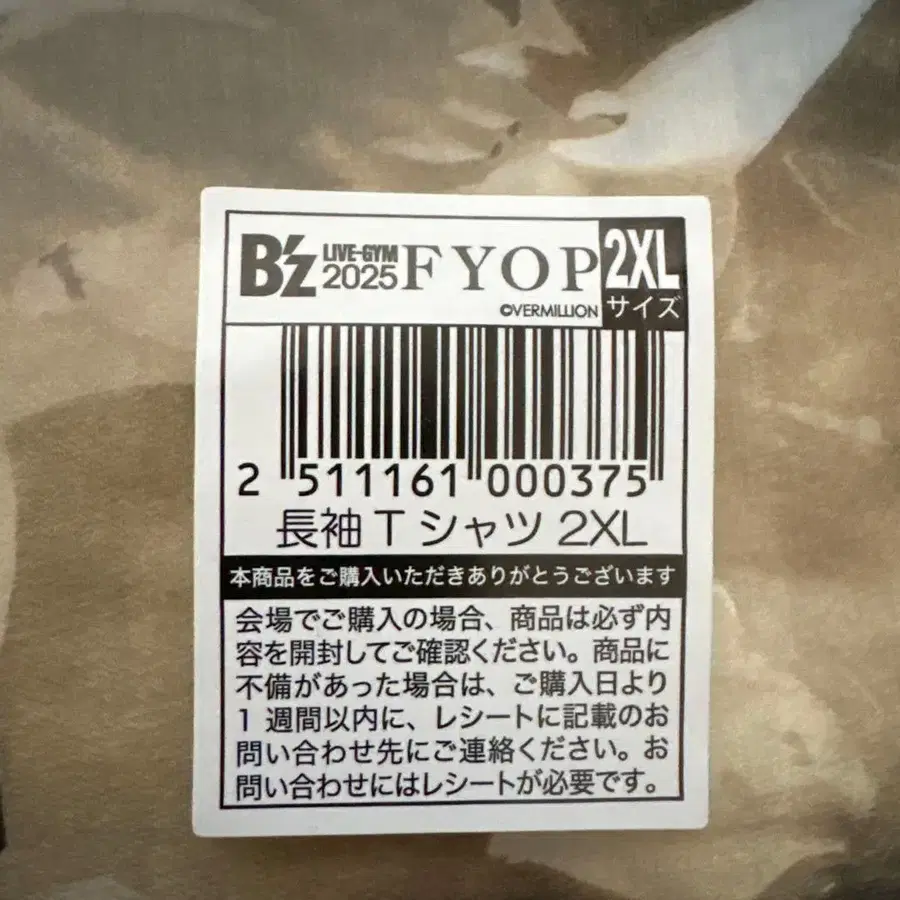 B'z LIVE-GYM 2025 FYOP 2XL
©VERMILLION サイズ
2 511161 000375
長袖Tシャツ 2XL
本商品をご購入いただきありがとうございます
会場でご購入の場合、商品は必ず内
容を開封してご確認ください。商品に
不備があった場合は、ご購入日より
1 週間以内に、レシートに記載のお
問い合わせ先にご連絡ください。お
問い合わせにはレシートが必要です。